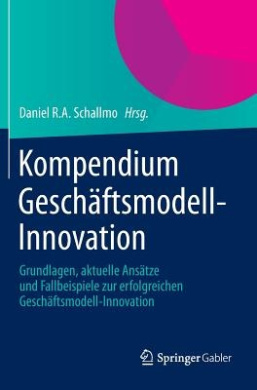 Daniel R.A. Schallmo Hrsg.
Kompendium
Geschäftsmodell-
Innovation
Grundlagen, aktuelle Ansätze
und Fallbeispiele zur erfolgreichen
Geschäftsmodell-Innovation
Springer Gabler